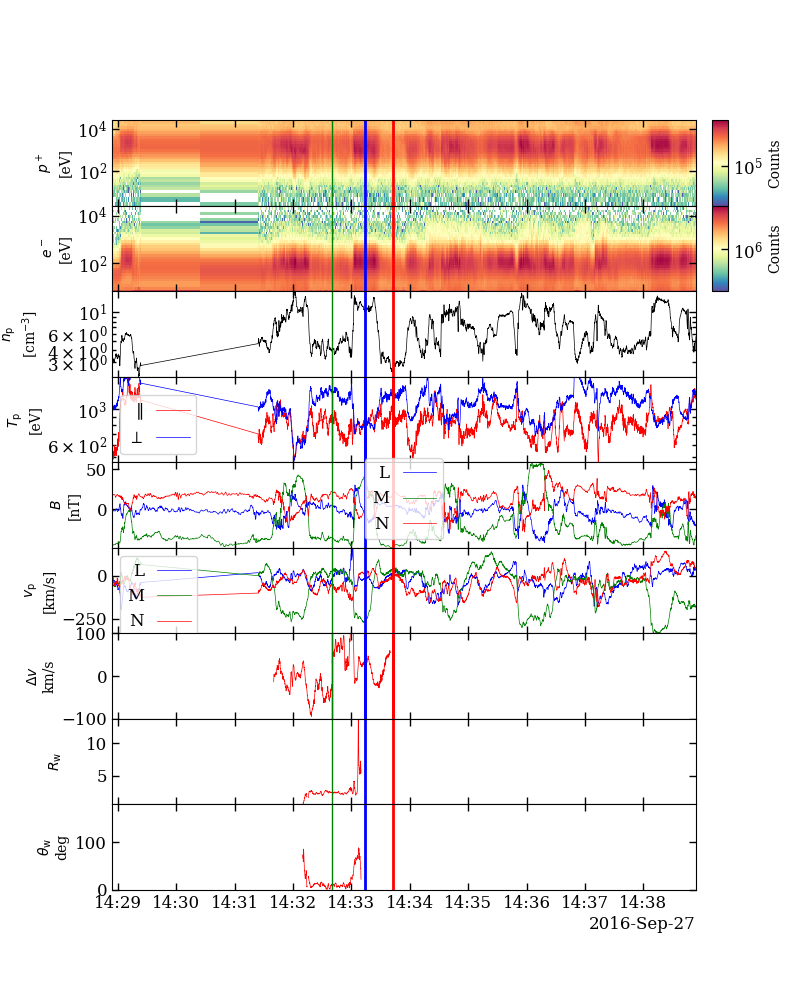 10^4
10^2
p^+
[eV]
10^5
Counts
10^4
10^2
e^-
[eV]
10^6
Counts
10^1
6 × 10^0
4 × 10^0
3 × 10^0
n_p
[cm^{-3}]
10^3
6 × 10^2
T_p
[eV]
∥
⊥
50
0
B
[nT]
L
M
N
0
−250
v_p
[km/s]
L
M
N
100
0
−100
Δv
km/s
10
5
R_w
100
0
θ_w
deg
14:29 14:30 14:31 14:32 14:33 14:34 14:35 14:36 14:37 14:38
2016-Sep-27